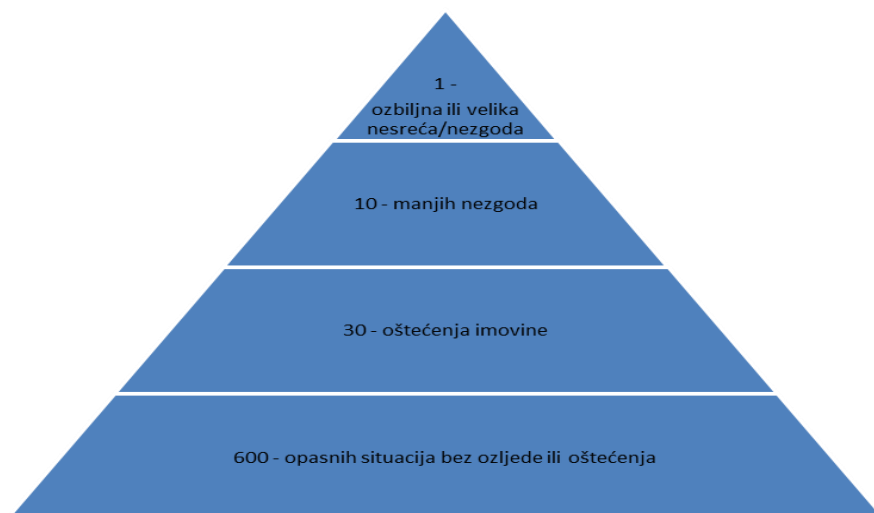 1 -
ozbiljna ili velika
nesreća/nezgoda
10 - manjih nezgoda
30 - oštećenja imovine
600 - opasnih situacija bez ozljede ili oštećenja